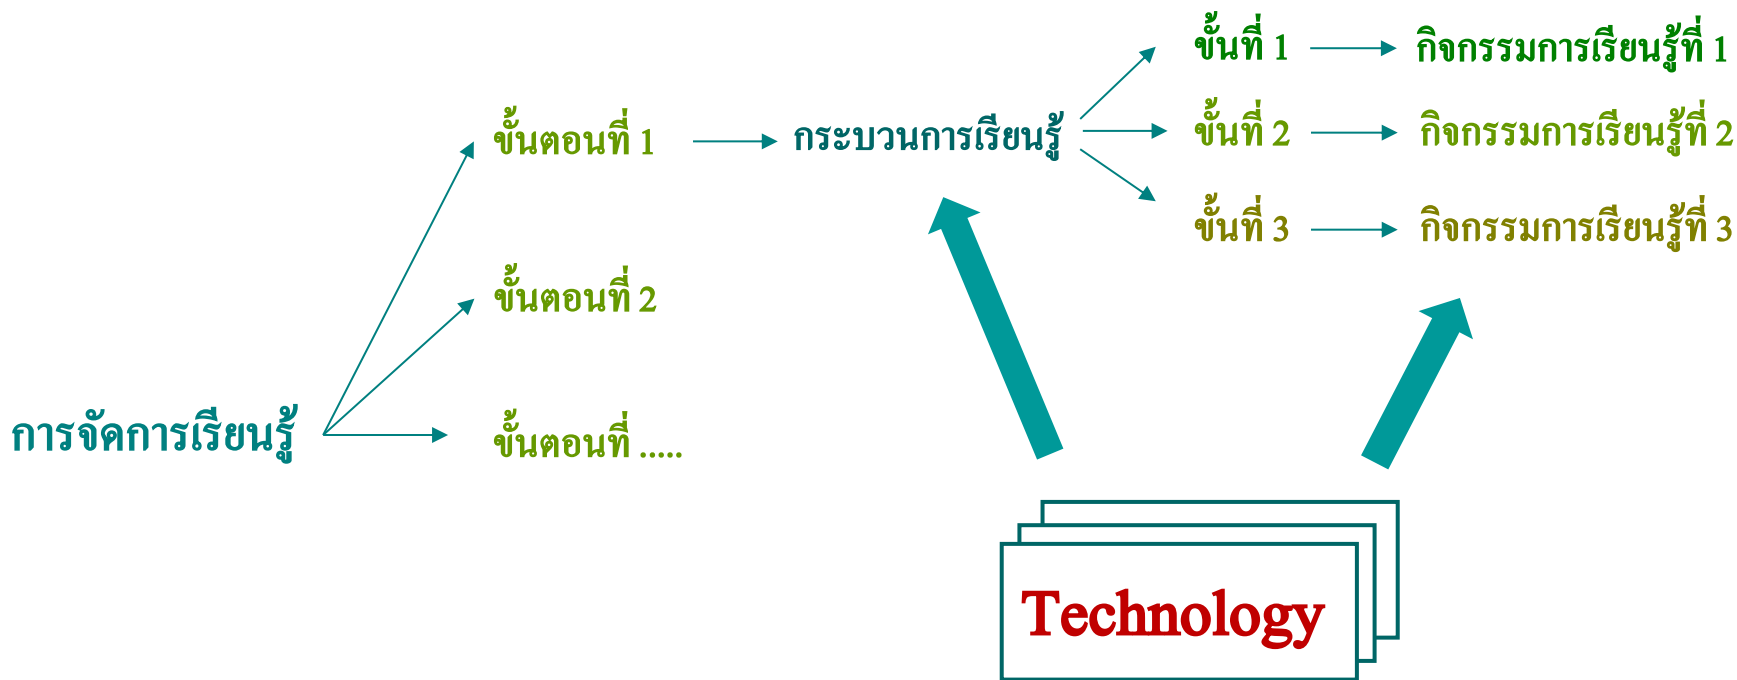 ขั้นที่ 1
กิจกรรมการเรียนรู้ที่ 1
ขั้นตอนที่ 1
กระบวนการเรียนรู้
ขั้นที่ 2
กิจกรรมการเรียนรู้ที่ 2
ขั้นที่ 3
กิจกรรมการเรียนรู้ที่ 3
ขั้นตอนที่ 2
การจัดการเรียนรู้
ขั้นตอนที่ .....
Technology